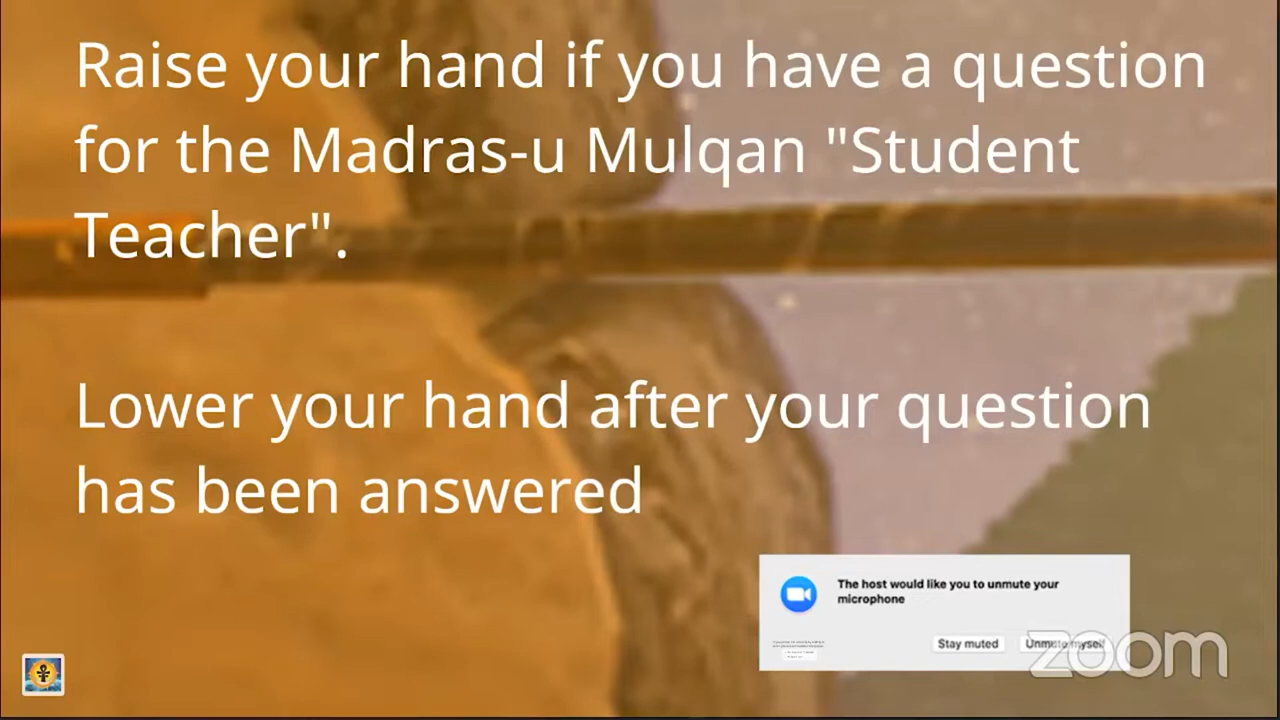 Raise your hand if you have a question
for the Madras-u Mulqan "Student
Teacher".
Lower your hand after your question
has been answered
The host would like you to unmute your
microphone
Stay muted
Unmute myself
zoom